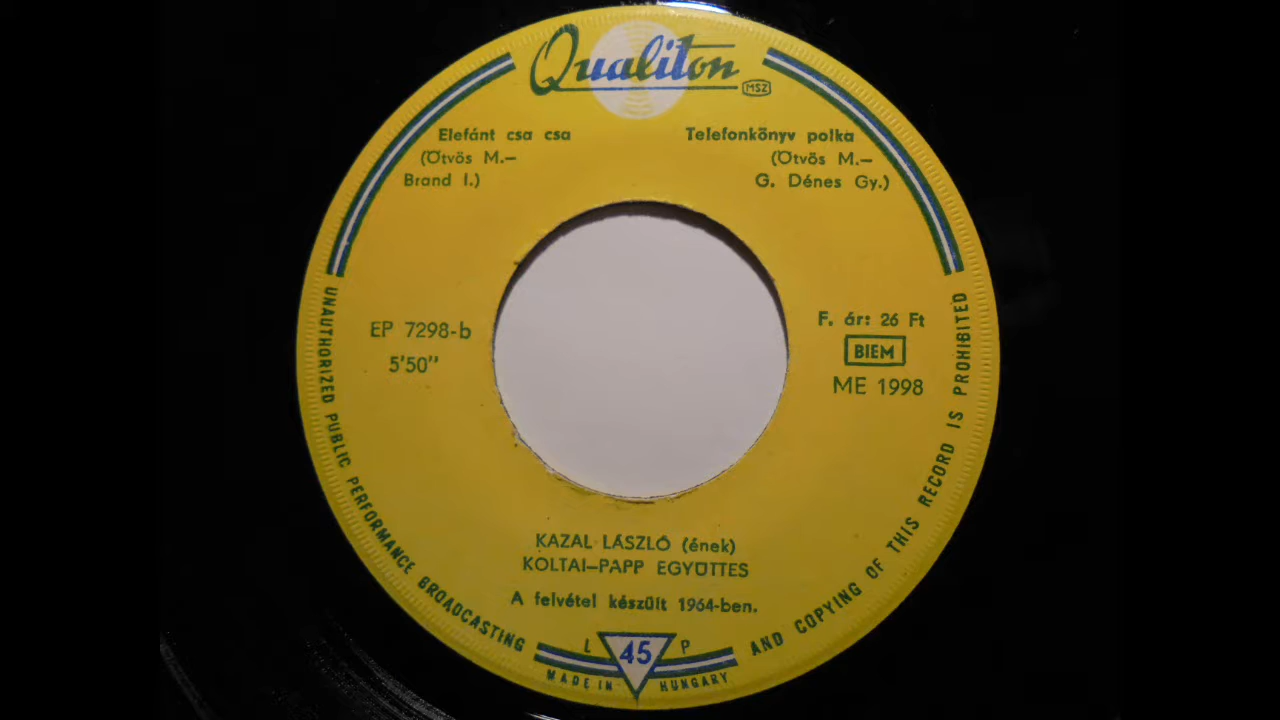 Qualiton
MSZ
Elefánt csa csa
(Ötvös M.–
Brand I.)
Telefonkönyv polka
(Ötvös M.–
G. Dénes Gy.)
EP 7298-b
5'50"
F. ár: 26 Ft
BIEM
ME 1998
KAZAL LÁSZLÓ (ének)
KOLTAI–PAPP EGYÜTTES
A felvétel készült 1964-ben.
L 45 P
MADE IN HUNGARY
UNAUTHORIZED PUBLIC PERFORMANCE BROADCASTING AND COPYING OF THIS RECORD IS PROHIBITED